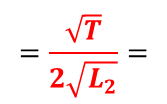 = √T / 2√L₂ =